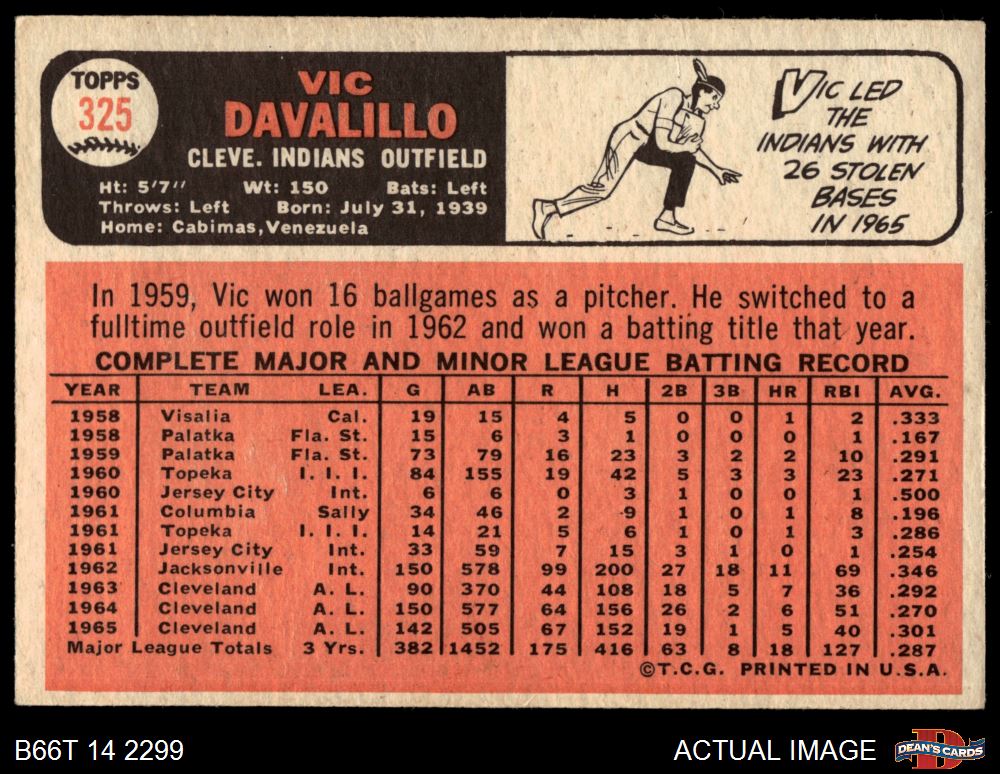 TOPPS
325
VIC
DAVALILLO
CLEVE. INDIANS OUTFIELD
Ht: 5'7" Wt: 150 Bats: Left
Throws: Left Born: July 31, 1939
Home: Cabimas, Venezuela
VIC LED
THE
INDIANS WITH
26 STOLEN
BASES
IN 1965
In 1959, Vic won 16 ballgames as a pitcher. He switched to a
fulltime outfield role in 1962 and won a batting title that year.
COMPLETE MAJOR AND MINOR LEAGUE BATTING RECORD
YEAR TEAM LEA. G AB R H 2B 3B HR RBI AVG.
1958 Visalia Cal. 19 15 4 5 0 0 1 2 .333
1958 Palatka Fla. St. 15 6 3 1 0 0 0 1 .167
1959 Palatka Fla. St. 73 79 16 23 3 2 2 10 .291
1960 Topeka I. I. I. 84 155 19 42 5 3 3 23 .271
1960 Jersey City Int. 6 6 0 3 1 0 0 1 .500
1961 Columbia Sally 34 46 2 9 1 0 1 8 .196
1961 Topeka I. I. I. 14 21 5 6 1 0 1 3 .286
1961 Jersey City Int. 33 59 7 15 3 1 0 1 .254
1962 Jacksonville Int. 150 578 99 200 27 18 11 69 .346
1963 Cleveland A. L. 90 370 44 108 18 5 7 36 .292
1964 Cleveland A. L. 150 577 64 156 26 2 6 51 .270
1965 Cleveland A. L. 142 505 67 152 19 1 5 40 .301
Major League Totals 3 Yrs. 382 1452 175 416 63 8 18 127 .287
©T.C.G. PRINTED IN U.S.A.
B66T 14 2299
ACTUAL IMAGE
D
DEAN'S CARDS